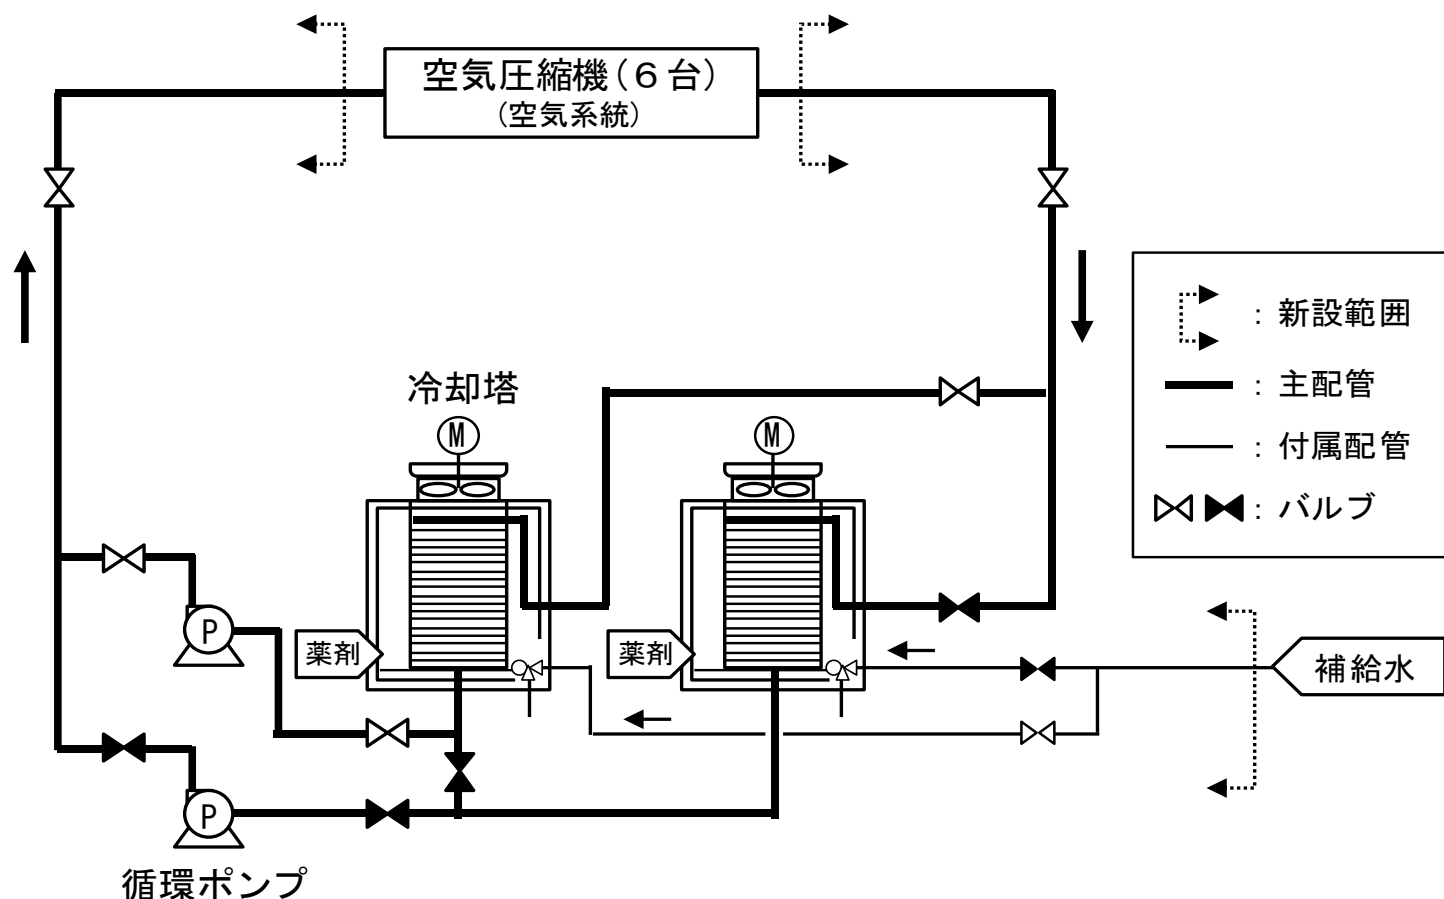 空気圧縮機（６台）
（空気系統）
：新設範囲
：主配管
：付属配管
：バルブ
冷却塔
M
M
P
薬剤
薬剤
補給水
P
循環ポンプ